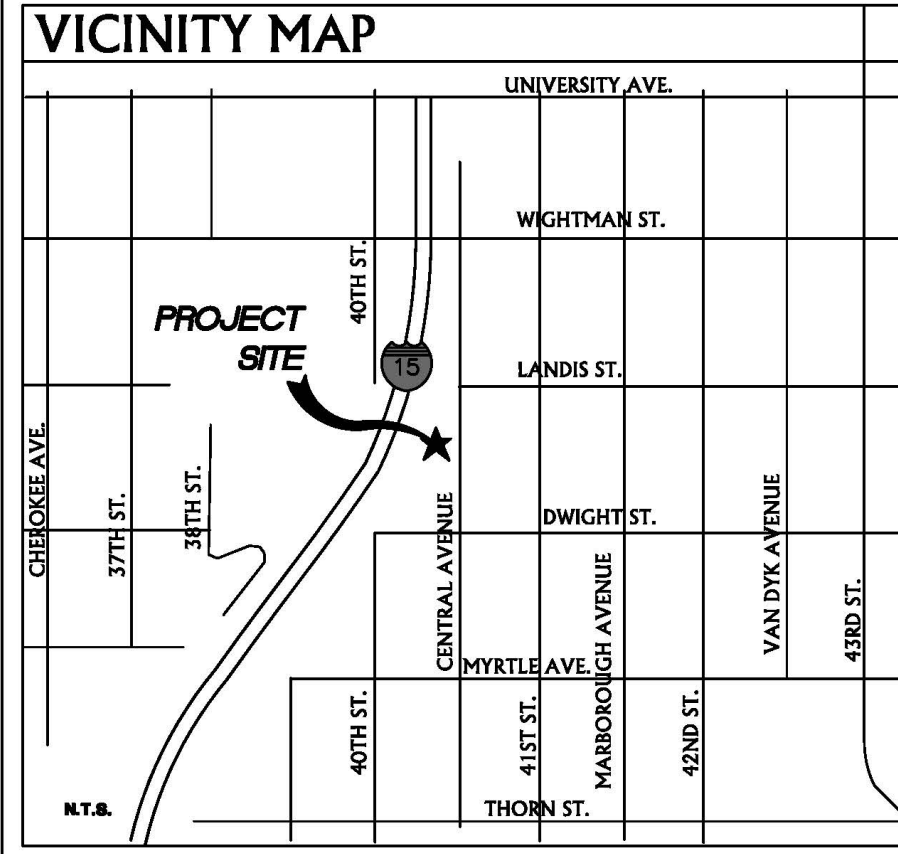 VICINITY MAP
UNIVERSITY AVE.
WIGHTMAN ST.
40TH ST.
PROJECT
SITE
15
LANDIS ST.
CHEROKEE AVE.
37TH ST.
38TH ST.
CENTRAL AVENUE
DWIGHT ST.
MARBOROUGH AVENUE
VAN DYK AVENUE
43RD ST.
MYRTLE AVE.
40TH ST.
41ST ST.
42ND ST.
N.T.S.
THORN ST.